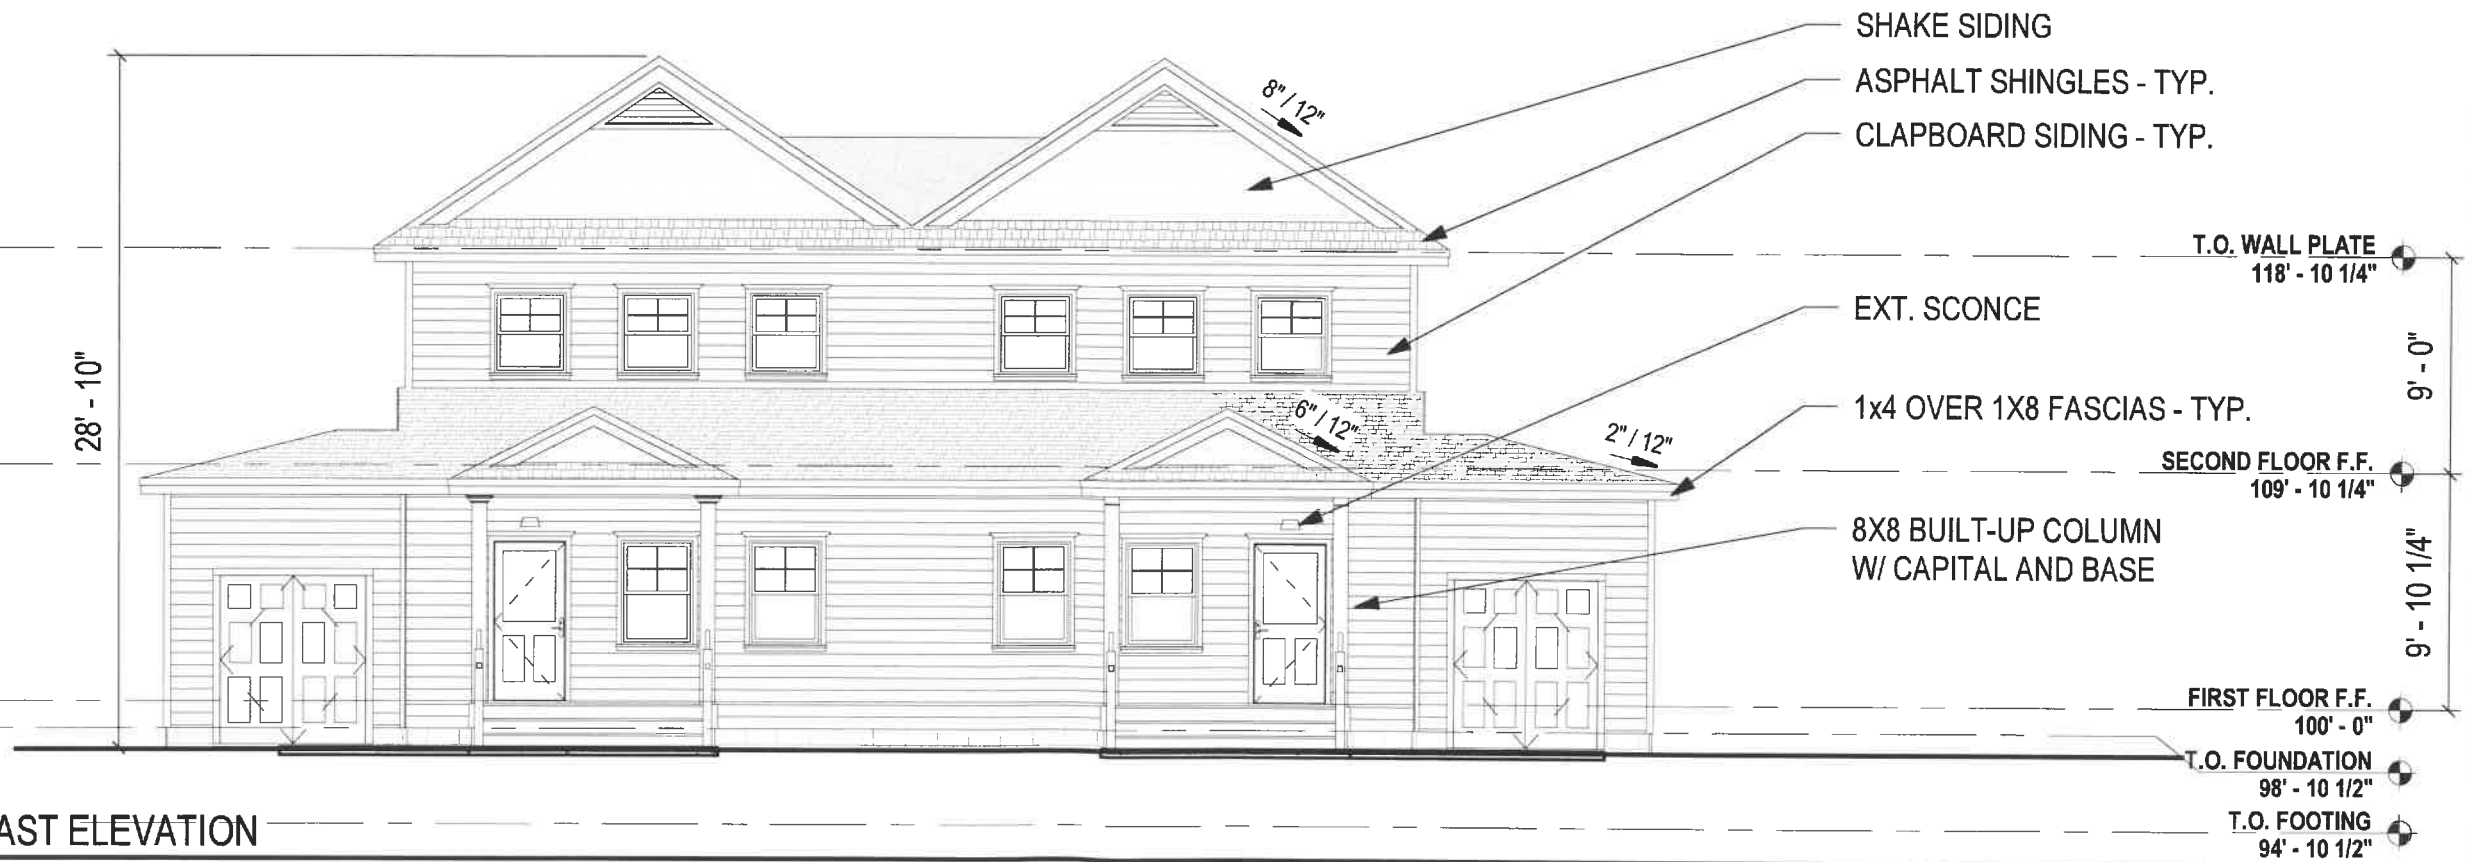 SHAKE SIDING
ASPHALT SHINGLES - TYP.
CLAPBOARD SIDING - TYP.
8" / 12"
T.O. WALL PLATE
118' - 10 1/4"
EXT. SCONCE
28' - 10"
9' - 0"
6" / 12"
1x4 OVER 1X8 FASCIAS - TYP.
2" / 12"
SECOND FLOOR F.F.
109' - 10 1/4"
8X8 BUILT-UP COLUMN
W/ CAPITAL AND BASE
9' - 10 1/4"
FIRST FLOOR F.F.
100' - 0"
T.O. FOUNDATION
98' - 10 1/2"
AST ELEVATION
T.O. FOOTING
94' - 10 1/2"